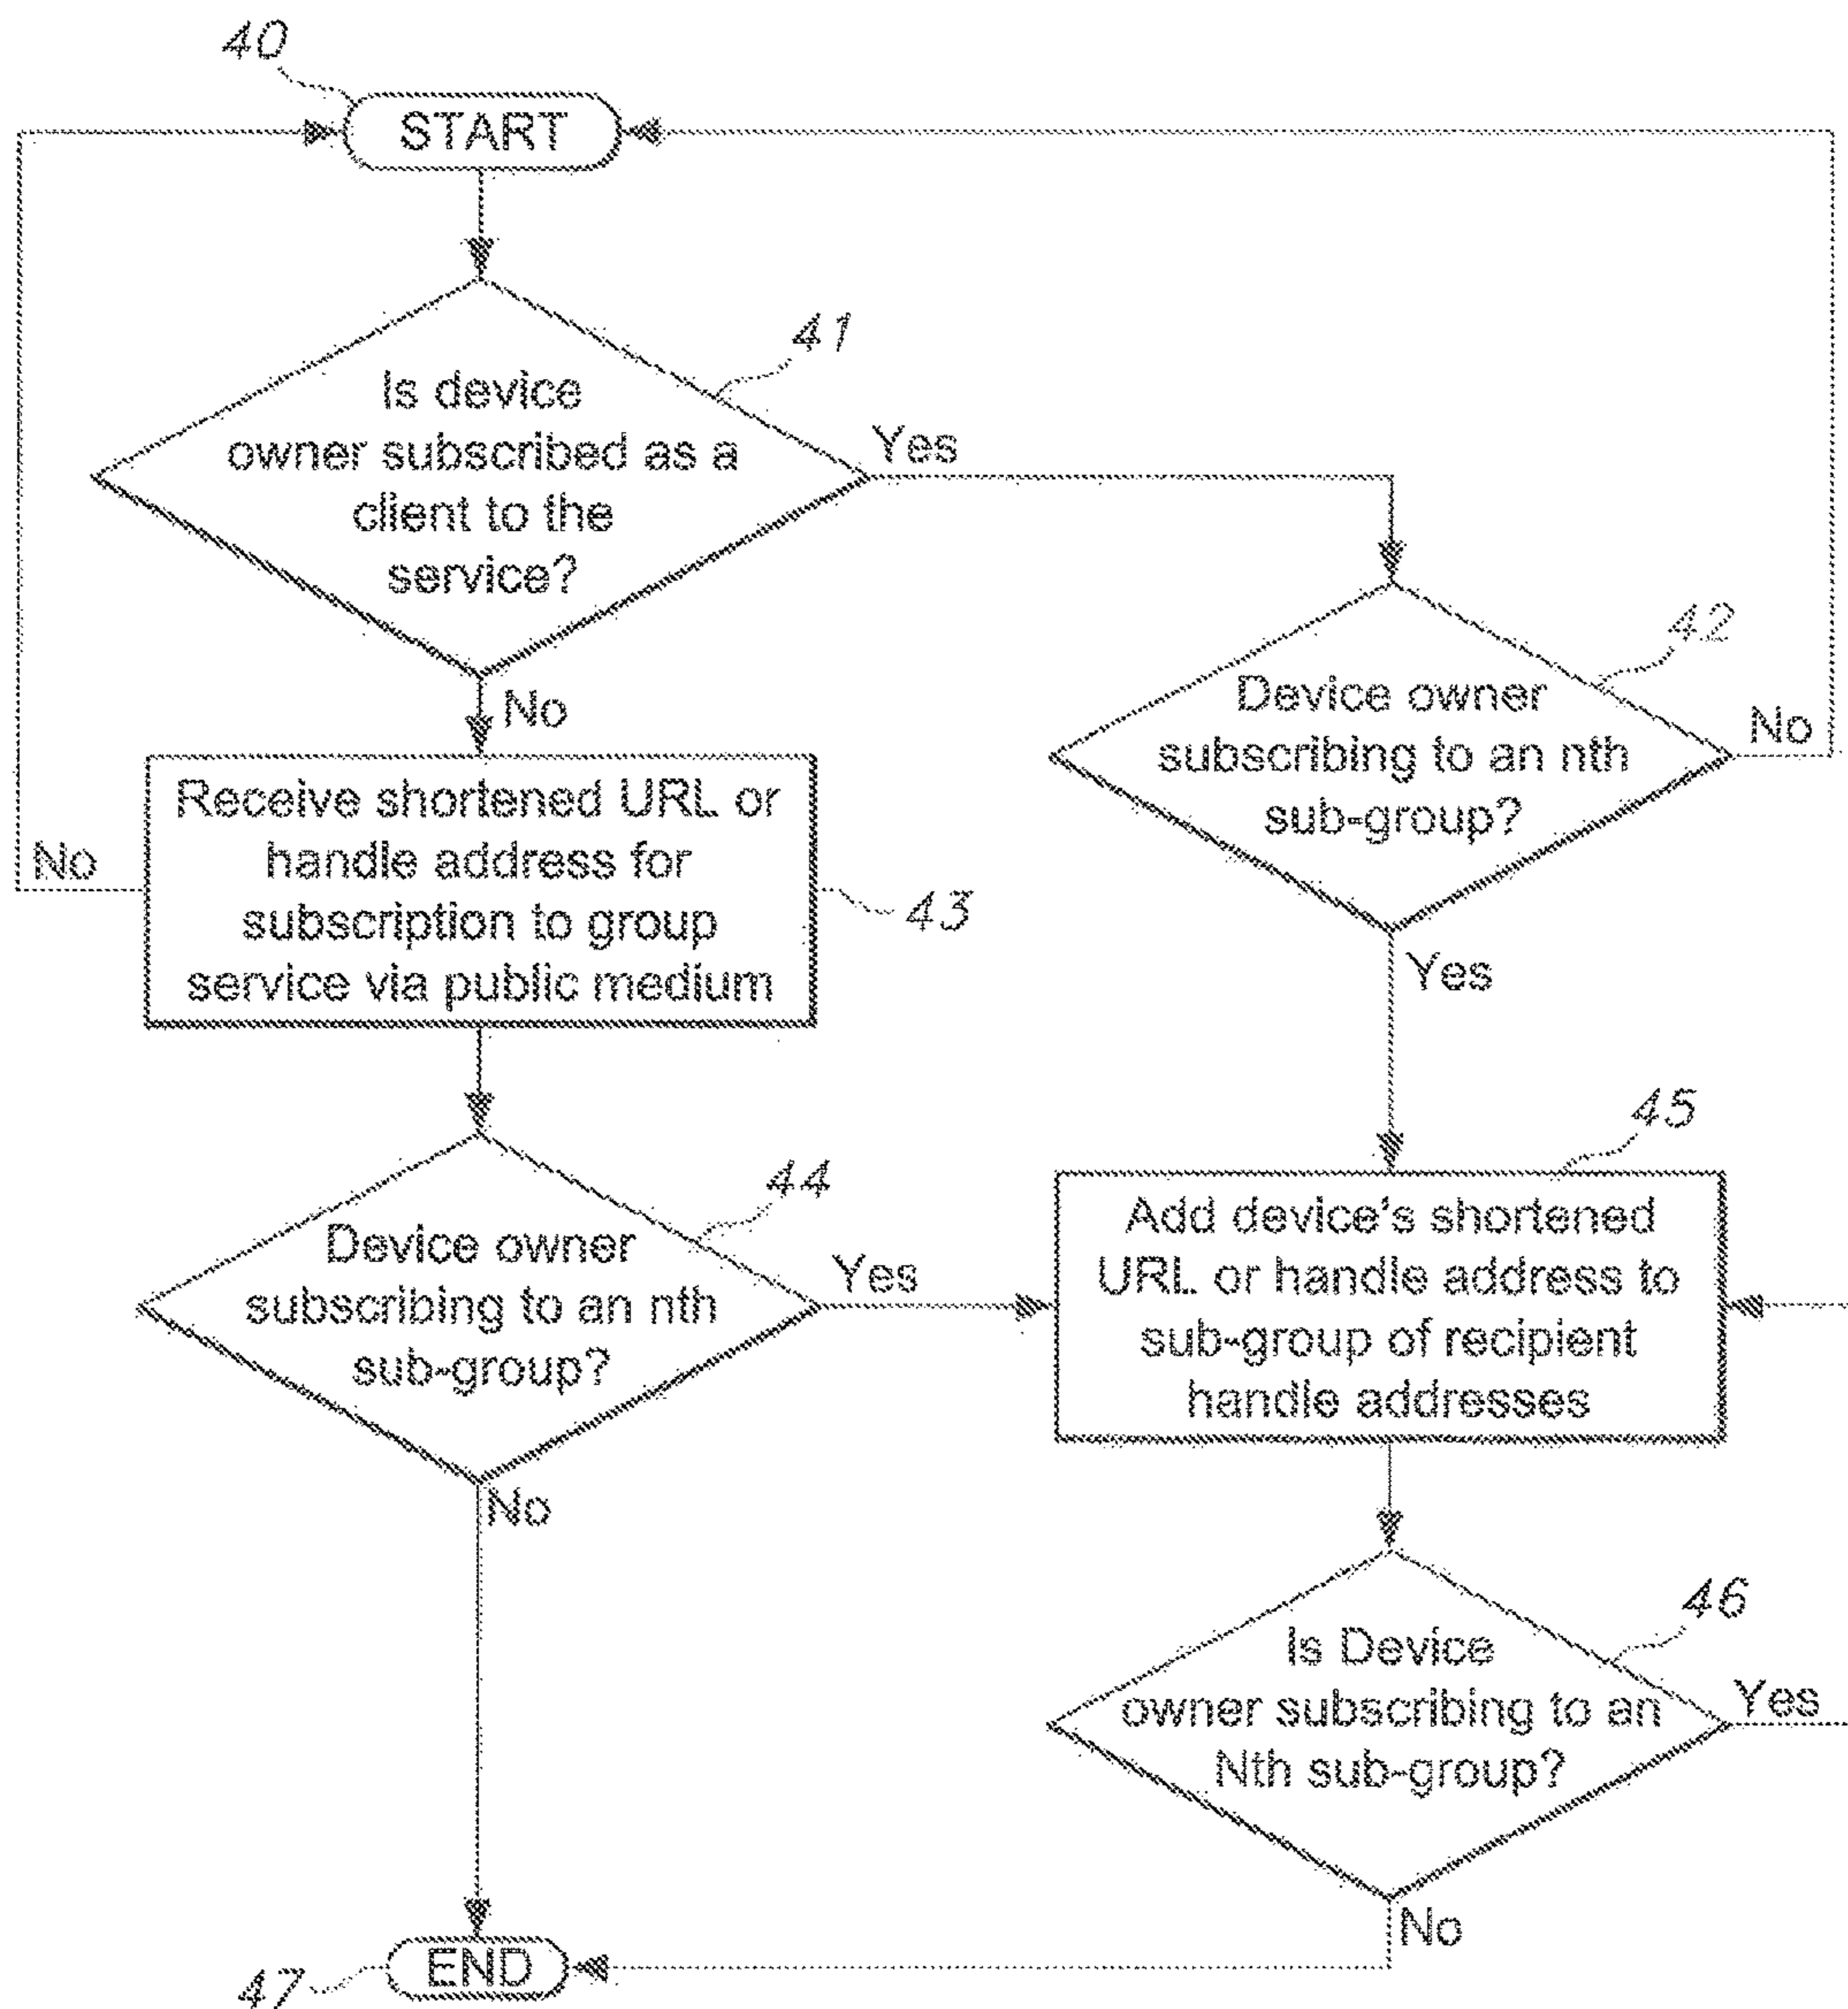 40
START
41
Is device
owner subscribed as a
client to the
service?
Yes
No
42
Device owner
subscribing to an nth
sub-group?
No
Yes
Receive shortened URL or
handle address for
subscription to group
service via public medium
No
43
44
Device owner
subscribing to an nth
sub-group?
Yes
No
45
Add device's shortened
URL or handle address to
sub-group of recipient
handle addresses
46
Is Device
owner subscribing to an
Nth sub-group?
Yes
No
END
47